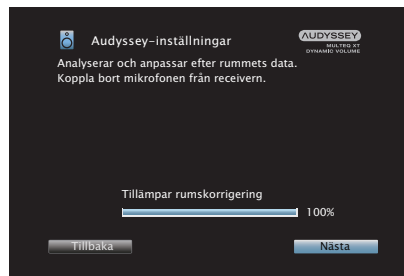 Audyssey-inställningar
AUDYSSEY
MULTEQ XT
DYNAMIC VOLUME
Analyserar och anpassar efter rummets data.
Koppla bort mikrofonen från receivern.
Tillämpar rumskorrigering
100%
Tillbaka
Nästa